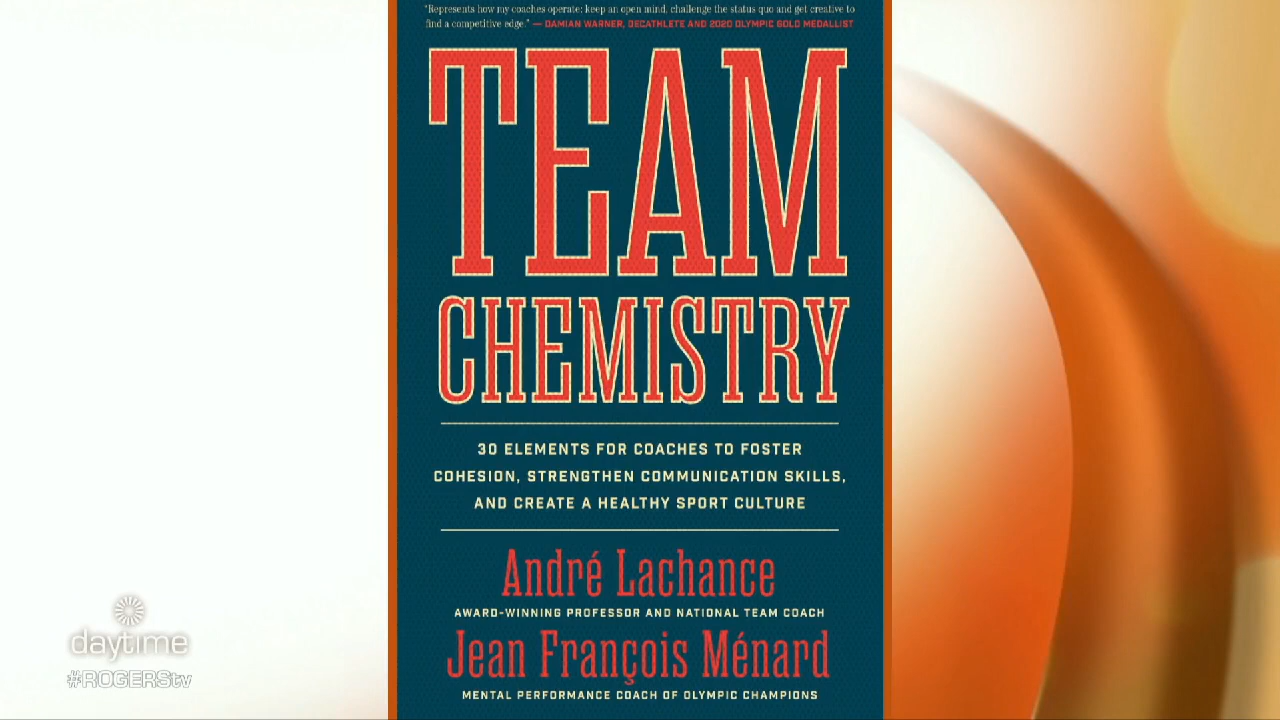 "Represents how my coaches operate: keep an open mind, challenge the status quo and get creative to
find a competitive edge." — DAMIAN WARNER, DECATHLETE AND 2020 OLYMPIC GOLD MEDALLIST
TEAM
CHEMISTRY
30 ELEMENTS FOR COACHES TO FOSTER
COHESION, STRENGTHEN COMMUNICATION SKILLS,
AND CREATE A HEALTHY SPORT CULTURE
André Lachance
AWARD-WINNING PROFESSOR AND NATIONAL TEAM COACH
Jean François Ménard
MENTAL PERFORMANCE COACH OF OLYMPIC CHAMPIONS
daytime
#ROGERStv